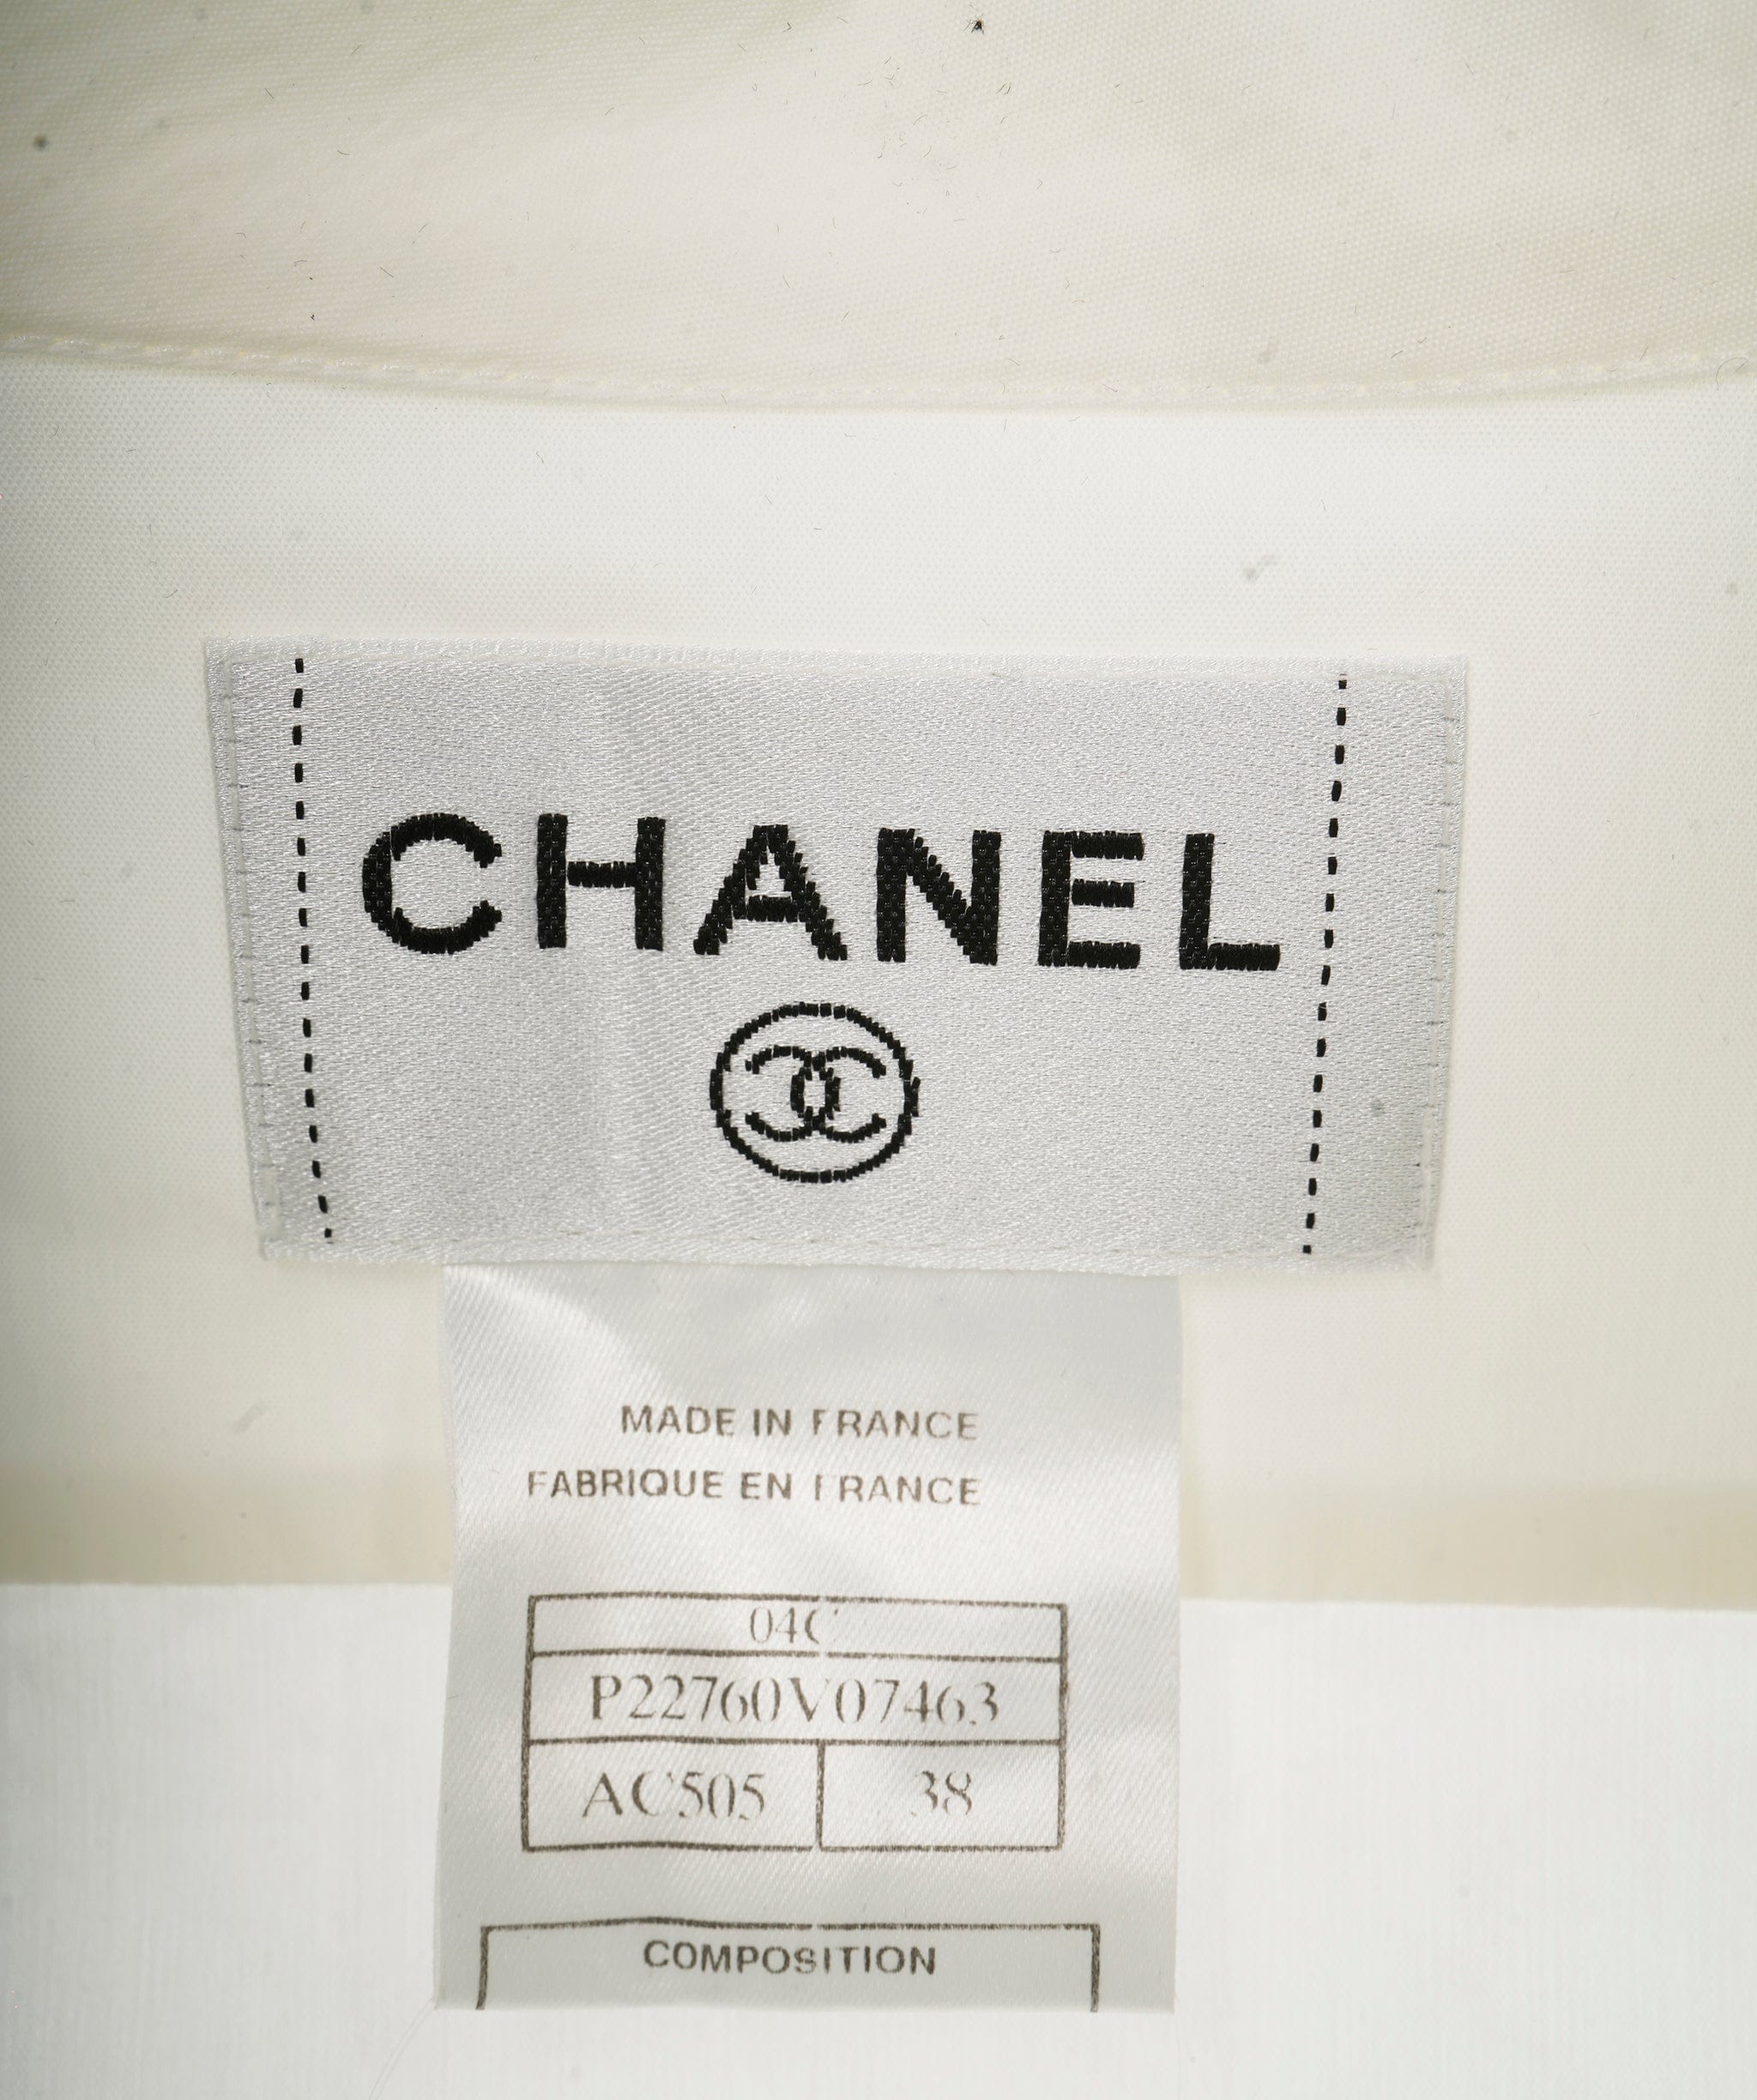 CHANEL
MADE IN FRANCE
FABRIQUE EN FRANCE
04C
P22760V07463
AC505 38
COMPOSITION